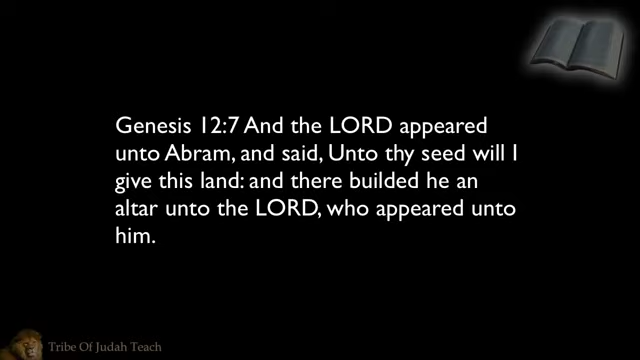 Genesis 12:7 And the LORD appeared
unto Abram, and said, Unto thy seed will I
give this land: and there builded he an
altar unto the LORD, who appeared unto
him.
Tribe Of Judah Teach